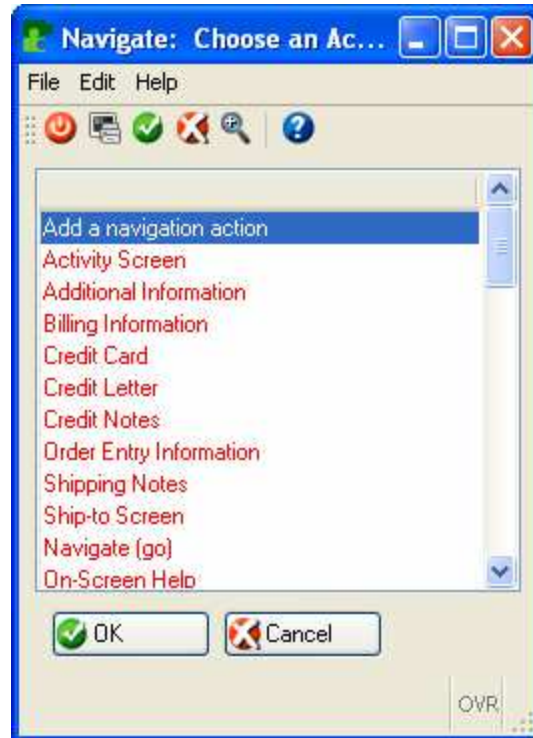 Navigate: Choose an Ac...
File Edit Help
Add a navigation action
Activity Screen
Additional Information
Billing Information
Credit Card
Credit Letter
Credit Notes
Order Entry Information
Shipping Notes
Ship-to Screen
Navigate (go)
On-Screen Help
OK Cancel
OVR